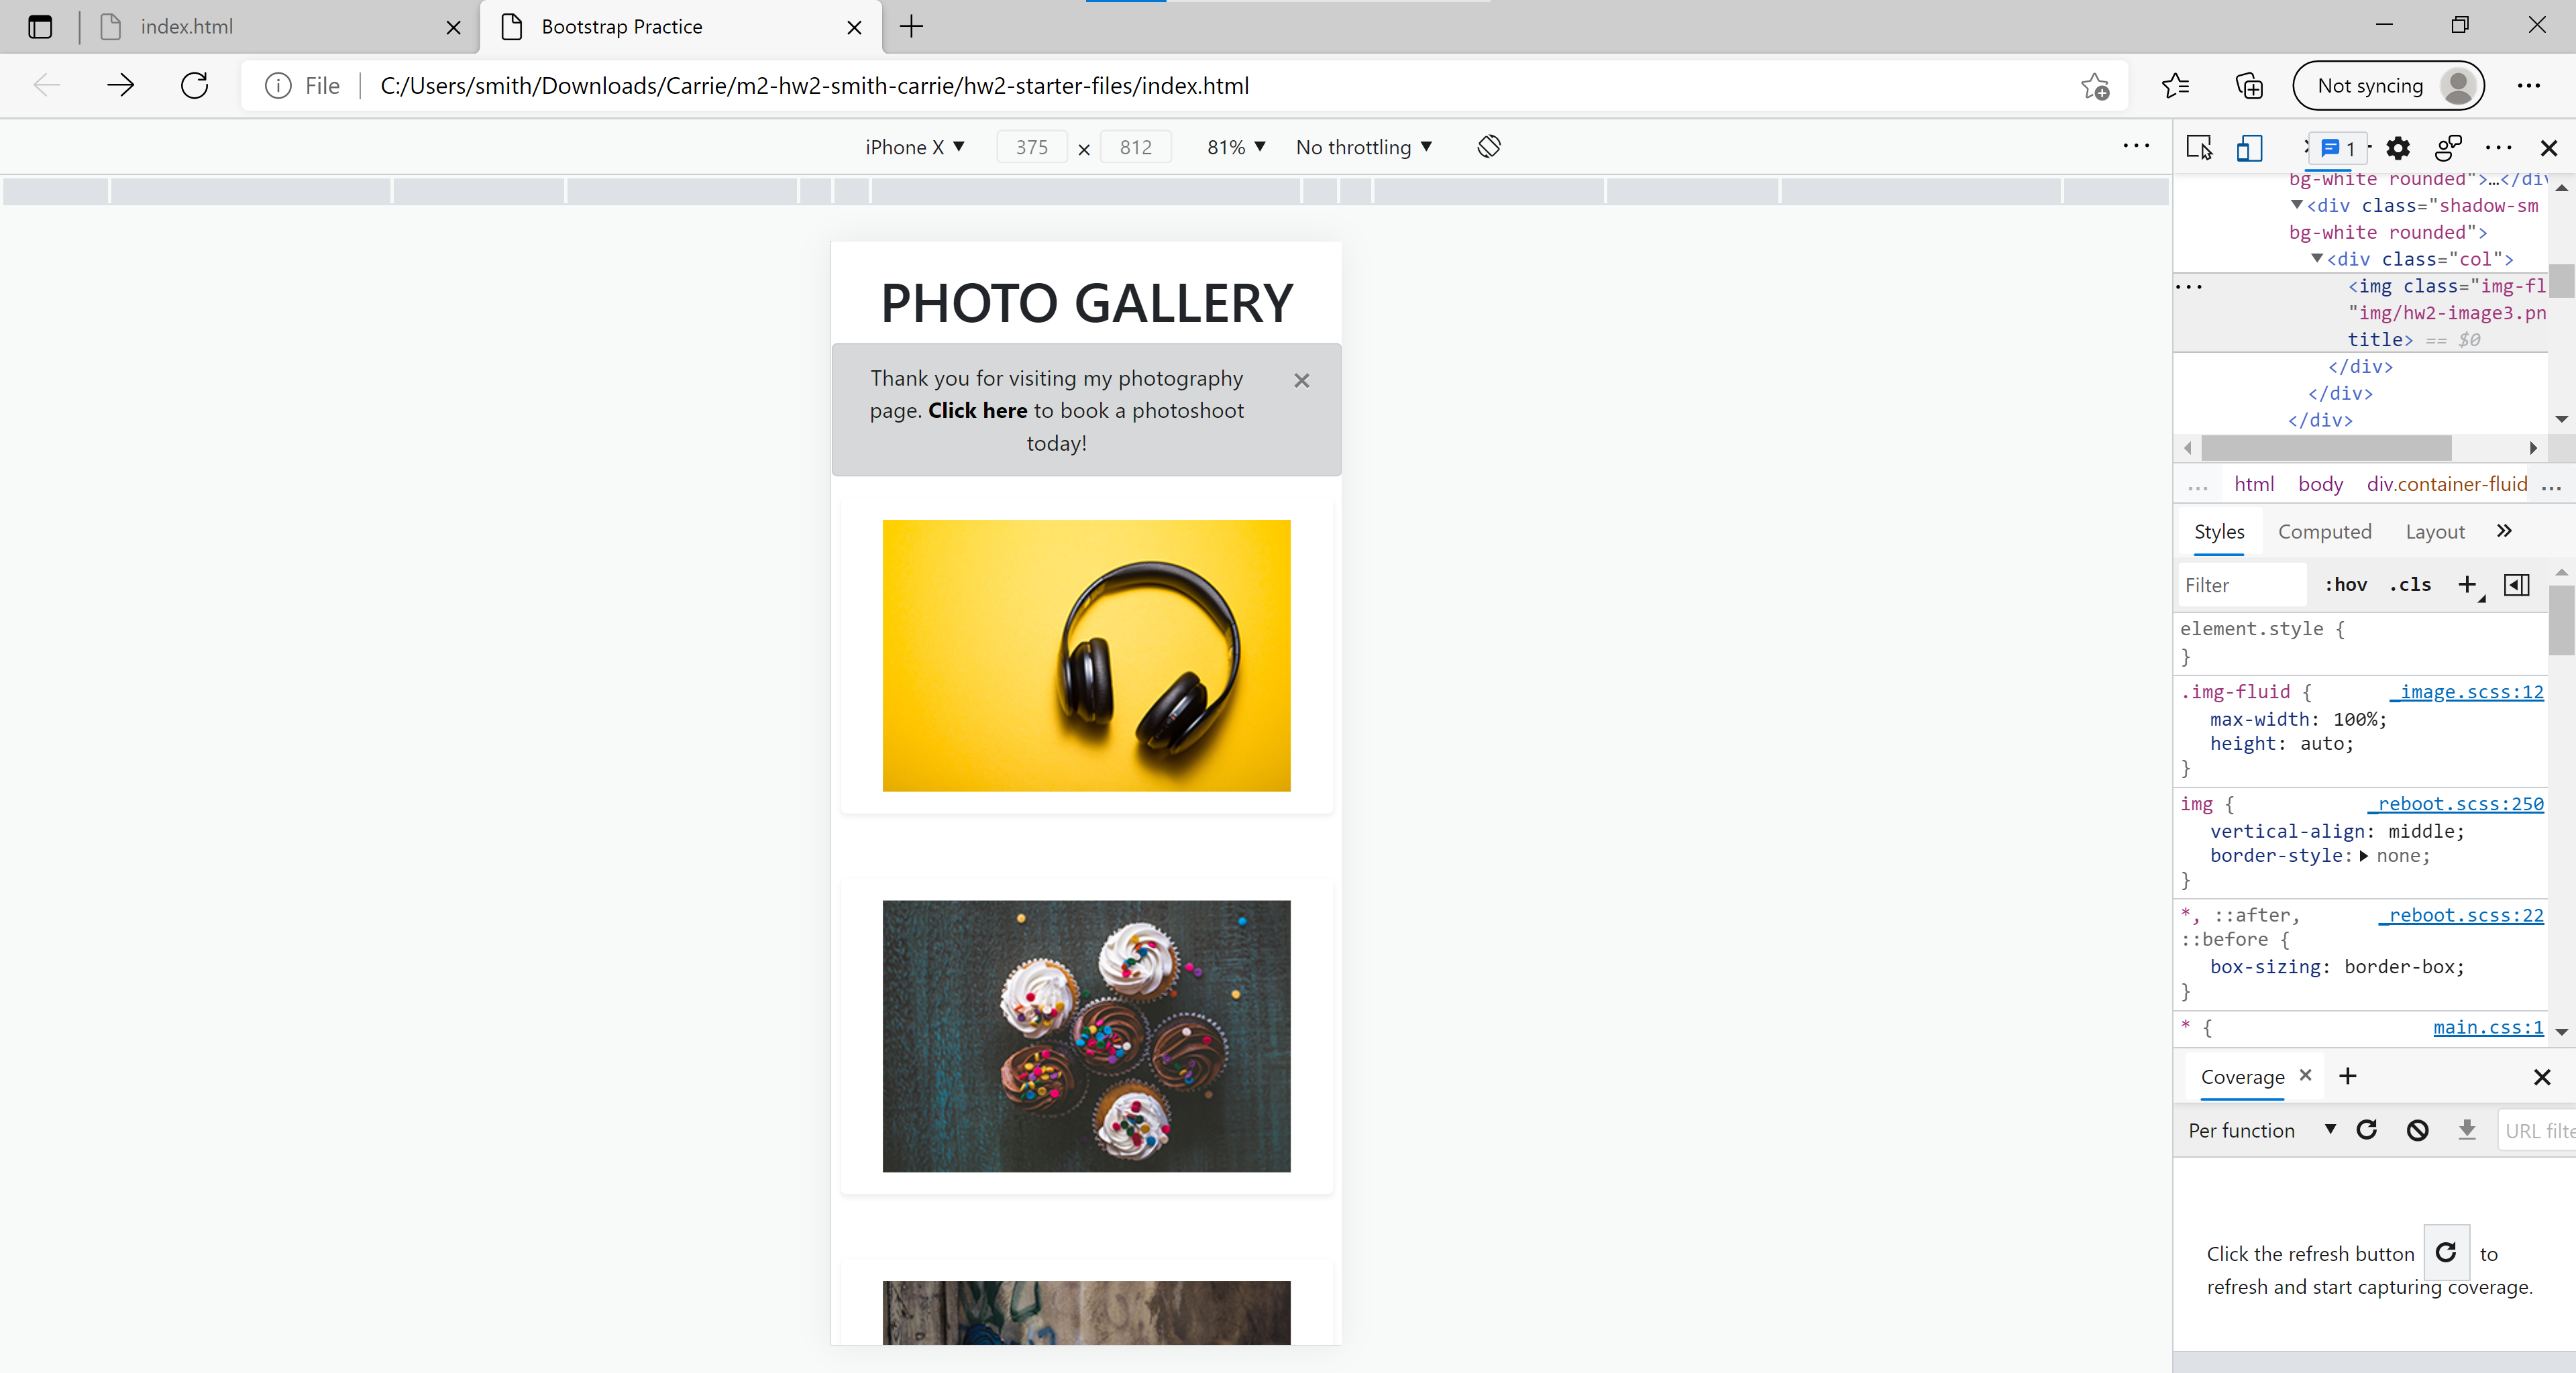 index.html
Bootstrap Practice
File
C:/Users/smith/Downloads/Carrie/m2-hw2-smith-carrie/hw2-starter-files/index.html
Not syncing
iPhone X ▼ 375 × 812 81% ▼ No throttling ▼
1
PHOTO GALLERY
Thank you for visiting my photography
page. Click here to book a photoshoot
today!
bg-white rounded">…</div
<div class="shadow-sm
bg-white rounded">
<div class="col">
<img class="img-fl
"img/hw2-image3.pn
title> == $0
</div>
</div>
</div>
... html body div.container-fluid ...
Styles Computed Layout
Filter :hov .cls
element.style {
}
.img-fluid { _image.scss:12
max-width: 100%;
height: auto;
}
img { _reboot.scss:250
vertical-align: middle;
border-style: none;
}
*, ::after, _reboot.scss:22
::before {
box-sizing: border-box;
}
* { main.css:1
Coverage
Per function URL filte
Click the refresh button to
refresh and start capturing coverage.